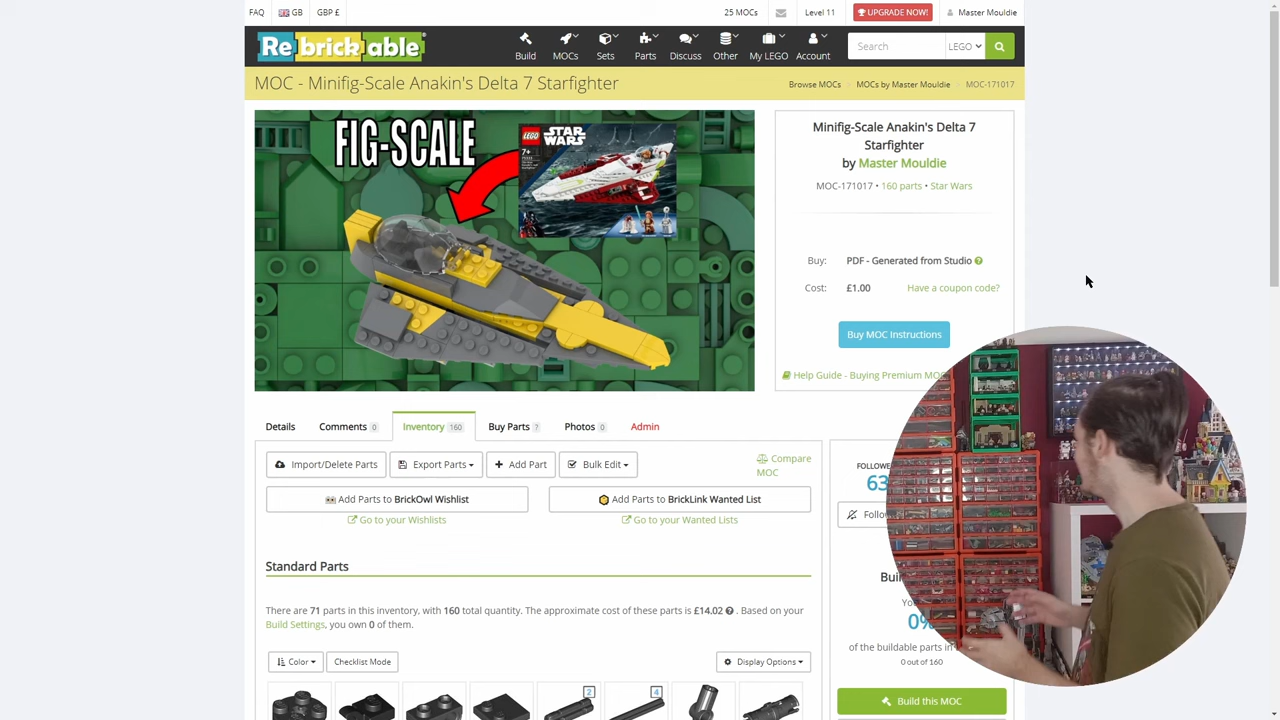 FAQ GB GBP £ 25 MOCs Level 11 UPGRADE NOW! Master Mouldie
Rebrickable Build MOCs Sets Parts Discuss Other My LEGO Account Search LEGO
MOC - Minifig-Scale Anakin's Delta 7 Starfighter Browse MOCs MOCs by Master Mouldie MOC-171017
FIG-SCALE
LEGO STAR WARS
7+
Minifig-Scale Anakin's Delta 7
Starfighter
by Master Mouldie
MOC-171017 • 160 parts • Star Wars
Buy: PDF - Generated from Studio
Cost: £1.00 Have a coupon code?
Buy MOC Instructions
Help Guide - Buying Premium MO
Details Comments 0 Inventory 160 Buy Parts ? Photos 0 Admin
Import/Delete Parts Export Parts Add Part Bulk Edit Compare
MOC
Add Parts to BrickOwl Wishlist Add Parts to BrickLink Wanted List
Go to your Wishlists Go to your Wanted Lists
FOLLOWE
63
Follo
Standard Parts
There are 71 parts in this inventory, with 160 total quantity. The approximate cost of these parts is £14.02 . Based on your
Build Settings, you own 0 of them.
Color Checklist Mode Display Options
2 4
Bui
Yo
0%
of the buildable parts in
0 out of 160
Build this MOC